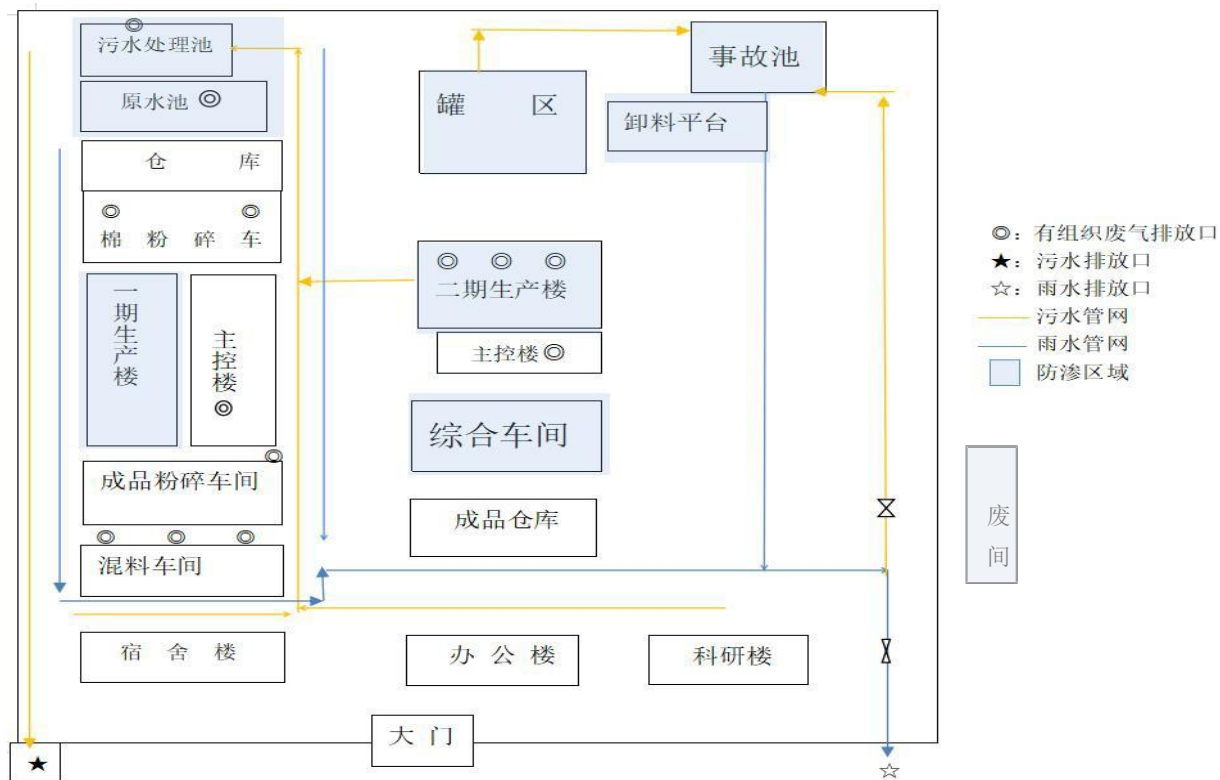 污水处理池
原水池
仓 库
棉 粉 碎 车
一期生产楼
主控楼
成品粉碎车间
混料车间
宿 舍 楼
罐 区
事故池
卸料平台
二期生产楼
主控楼
综合车间
成品仓库
办 公 楼
科研楼
大 门
◎: 有组织废气排放口
★: 污水排放口
☆: 雨水排放口
污水管网
雨水管网
防渗区域
废
间